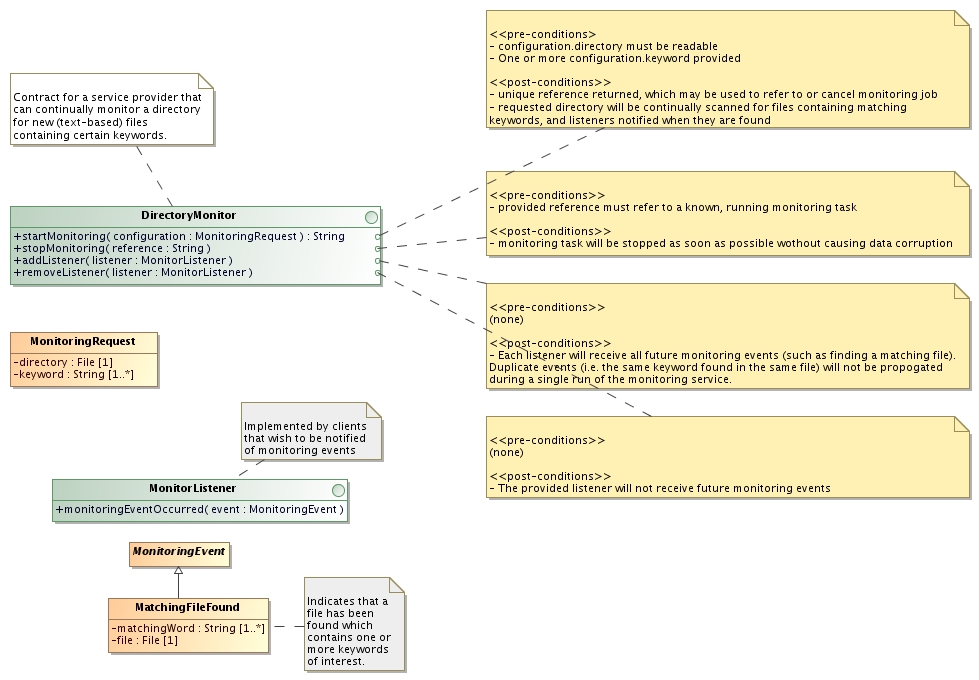 Contract for a service provider that
can continually monitor a directory
for new (text-based) files
containing certain keywords.
DirectoryMonitor
+startMonitoring( configuration : MonitoringRequest ) : String
+stopMonitoring( reference : String )
+addListener( listener : MonitorListener )
+removeListener( listener : MonitorListener )
<<pre-conditions>
- configuration.directory must be readable
- One or more configuration.keyword provided
<<post-conditions>>
- unique reference returned, which may be used to refer to or cancel monitoring job
- requested directory will be continually scanned for files containing matching
keywords, and listeners notified when they are found
<<pre-conditions>>
- provided reference must refer to a known, running monitoring task
<<post-conditions>>
- monitoring task will be stopped as soon as possible wothout causing data corruption
<<pre-conditions>>
(none)
<<post-conditions>>
- Each listener will receive all future monitoring events (such as finding a matching file).
Duplicate events (i.e. the same keyword found in the same file) will not be propogated
during a single run of the monitoring service.
<<pre-conditions>>
(none)
<<post-conditions>>
- The provided listener will not receive future monitoring events
MonitoringRequest
-directory : File [1]
-keyword : String [1..*]
Implemented by clients
that wish to be notified
of monitoring events
MonitorListener
+monitoringEventOccurred( event : MonitoringEvent )
MonitoringEvent
MatchingFileFound
-matchingWord : String [1..*]
-file : File [1]
Indicates that a
file has been
found which
contains one or
more keywords
of interest.